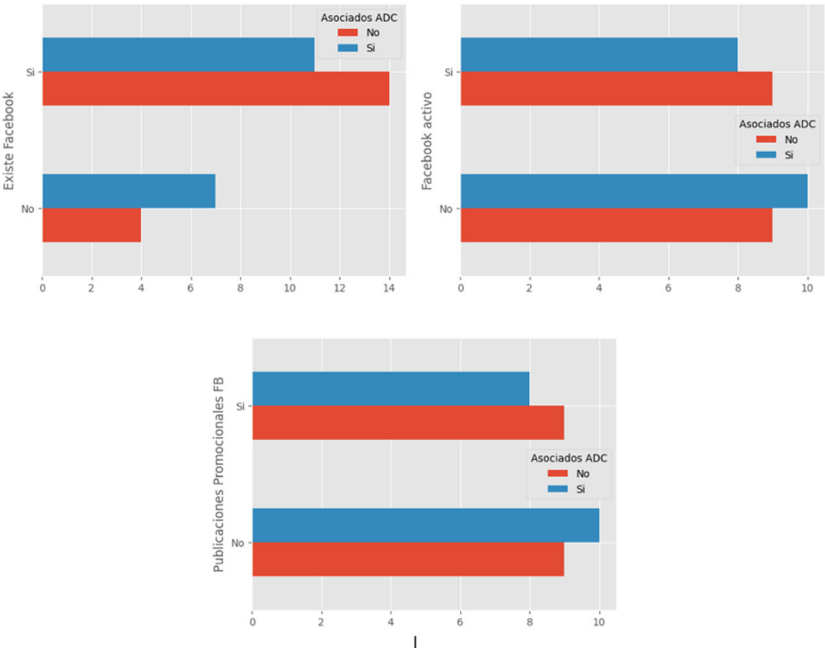 Asociados ADC
No
Si
Existe Facebook
Si
No
0 2 4 6 8 10 12 14
Asociados ADC
No
Si
Facebook activo
Si
No
0 2 4 6 8 10
Asociados ADC
No
Si
Publicaciones Promocionales FB
Si
No
0 2 4 6 8 10